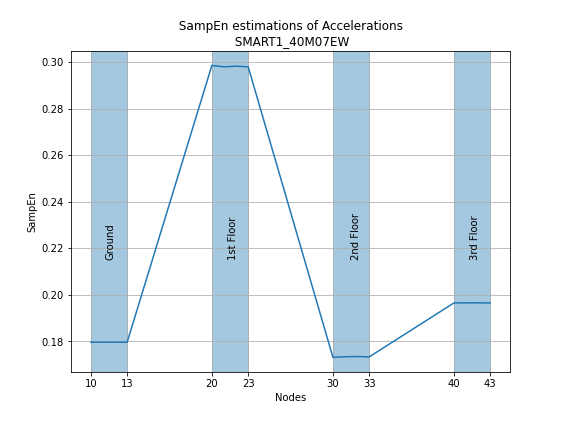 SampEn estimations of Accelerations
SMART1_40M07EW
0.30
0.28
0.26
0.24
0.22
0.20
0.18
SampEn
Ground
1st Floor
2nd Floor
3rd Floor
10 13 20 23 30 33 40 43
Nodes